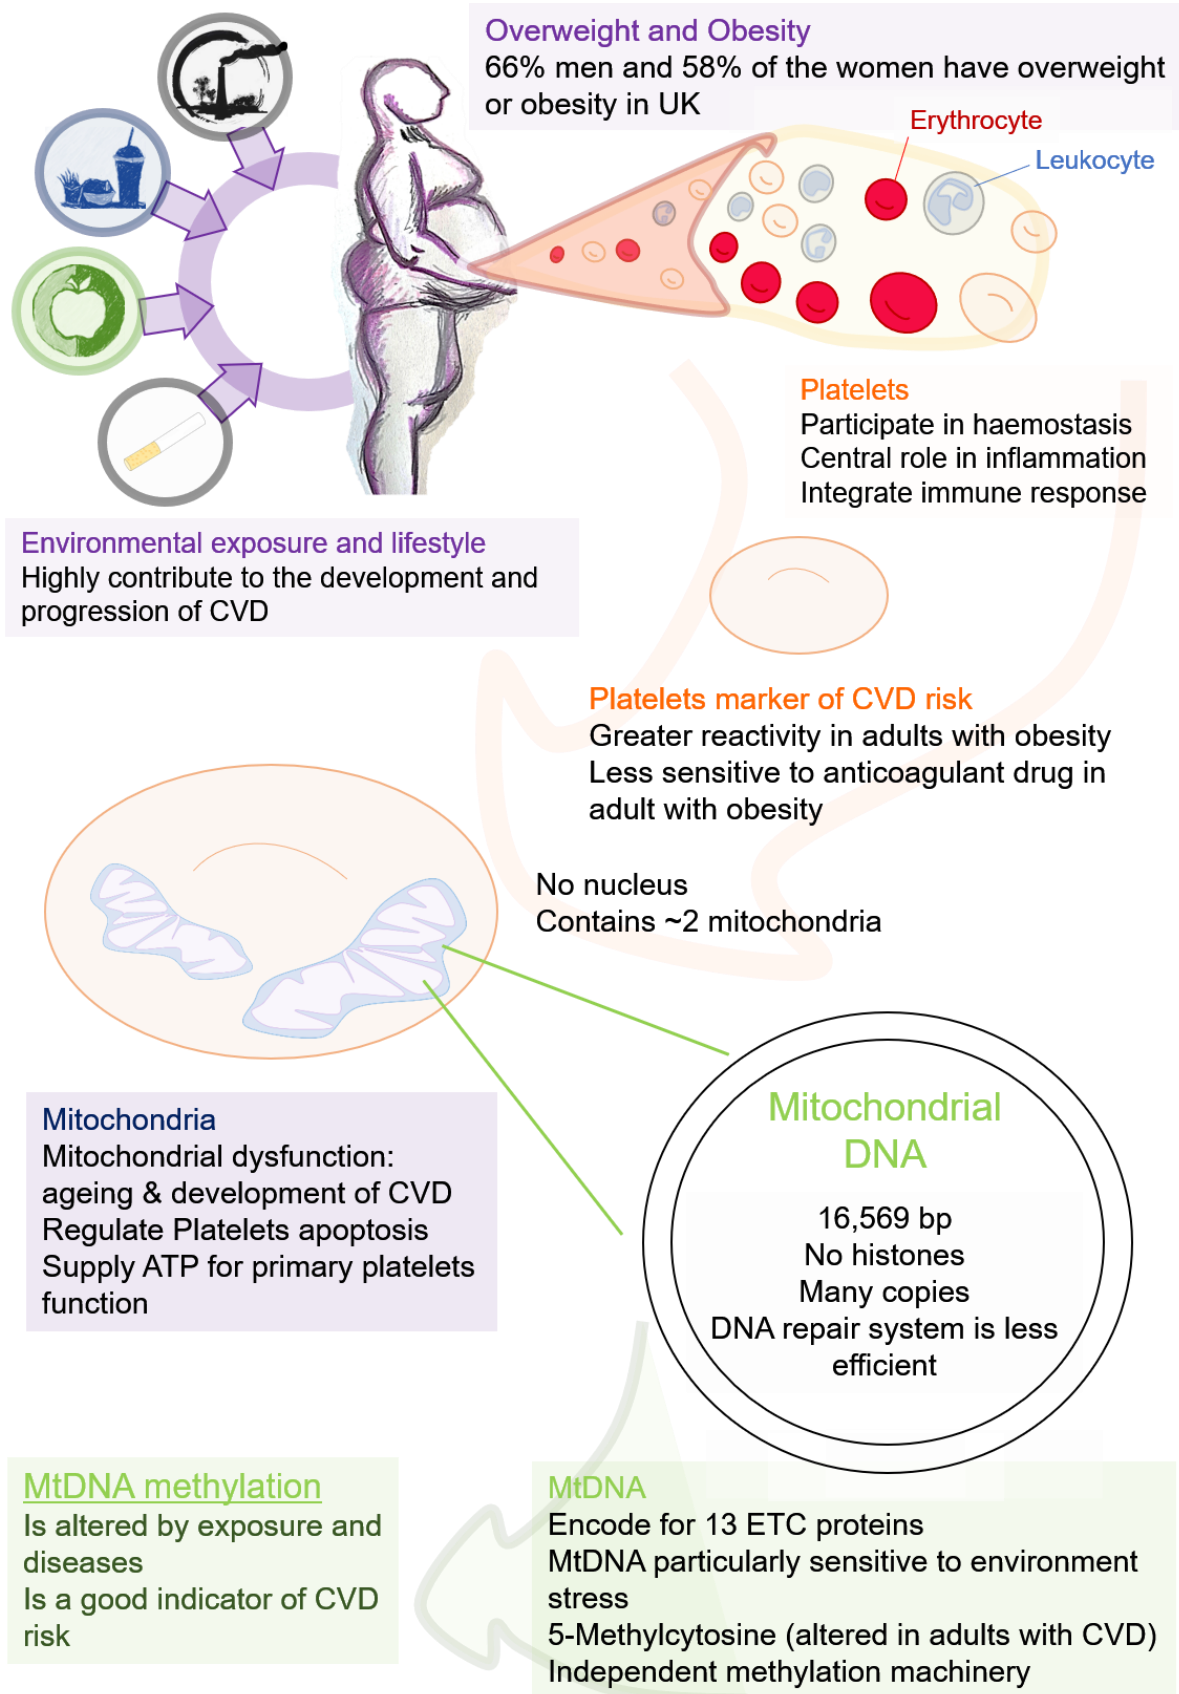 Overweight and Obesity
66% men and 58% of the women have overweight
or obesity in UK
Erythrocyte
Leukocyte
Platelets
Participate in haemostasis
Central role in inflammation
Integrate immune response
Environmental exposure and lifestyle
Highly contribute to the development and
progression of CVD
Platelets marker of CVD risk
Greater reactivity in adults with obesity
Less sensitive to anticoagulant drug in
adult with obesity
No nucleus
Contains ~2 mitochondria
Mitochondria
Mitochondrial dysfunction:
ageing & development of CVD
Regulate Platelets apoptosis
Supply ATP for primary platelets
function
Mitochondrial
DNA
16,569 bp
No histones
Many copies
DNA repair system is less
efficient
MtDNA methylation
Is altered by exposure and
diseases
Is a good indicator of CVD
risk
MtDNA
Encode for 13 ETC proteins
MtDNA particularly sensitive to environment
stress
5-Methylcytosine (altered in adults with CVD)
Independent methylation machinery